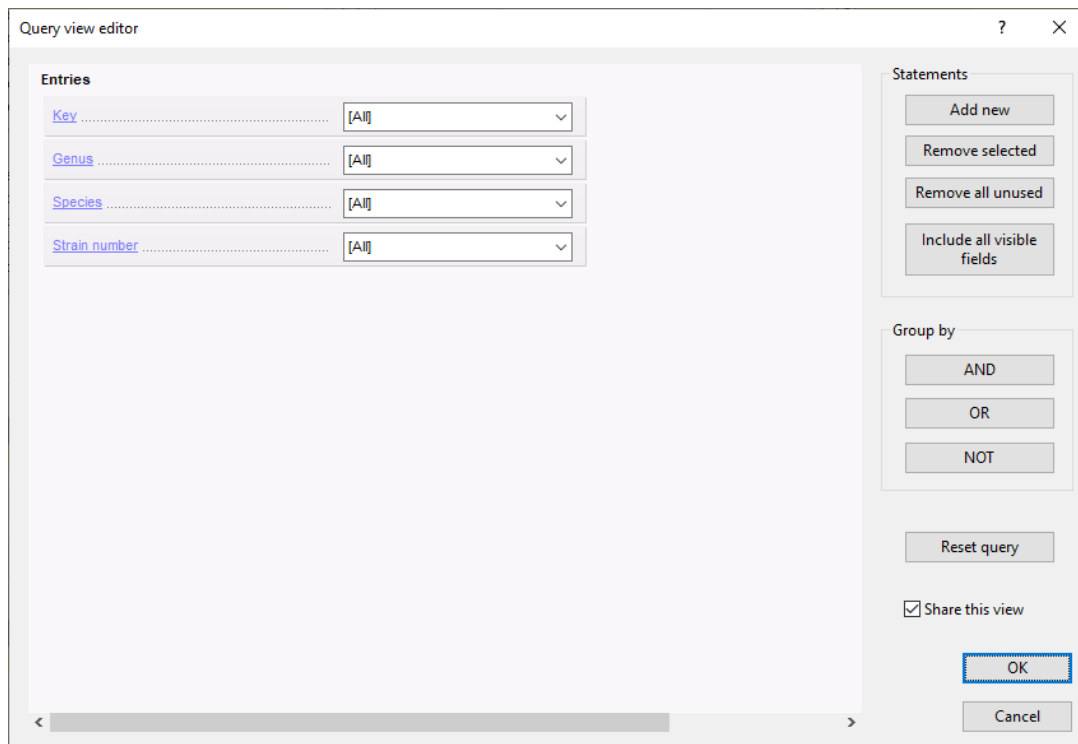 Query view editor
?
Entries
Key [All]
Genus [All]
Species [All]
Strain number [All]
Statements
Add new
Remove selected
Remove all unused
Include all visible
fields
Group by
AND
OR
NOT
Reset query
Share this view
OK
Cancel